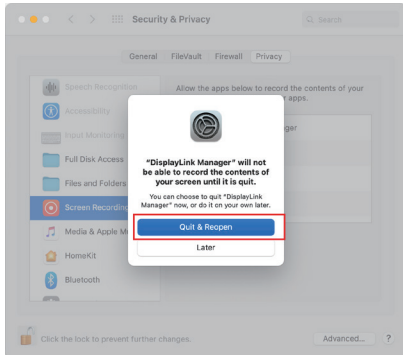 Security & Privacy
Search
General FileVault Firewall Privacy
Speech Recognition
Allow the apps below to record the contents of your
Accessibility
apps.
Input Monitoring
Full Disk Access
Files and Folders
Screen Recording
Media & Apple M
HomeKit
Bluetooth
"DisplayLink Manager" will not
be able to record the contents of
your screen until it is quit.
You can choose to quit "DisplayLink
Manager" now, or do it on your own later.
Quit & Reopen
Later
Click the lock to prevent further changes.
Advanced...
?